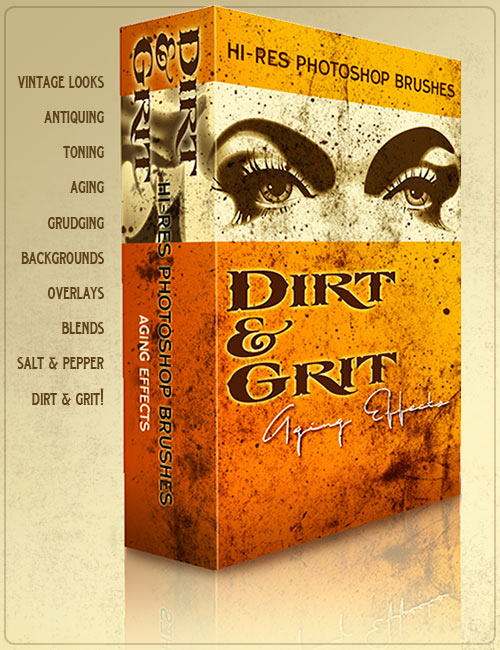 VINTAGE LOOKS
ANTIQUING
TONING
AGING
GRUDGING
BACKGROUNDS
OVERLAYS
BLENDS
SALT & PEPPER
DIRT & GRIT!
DIRT
&
GRIT
HI-RES PHOTOSHOP BRUSHES
AGING EFFECTS
HI-RES PHOTOSHOP BRUSHES
DIRT
&
GRIT
Aging Effects